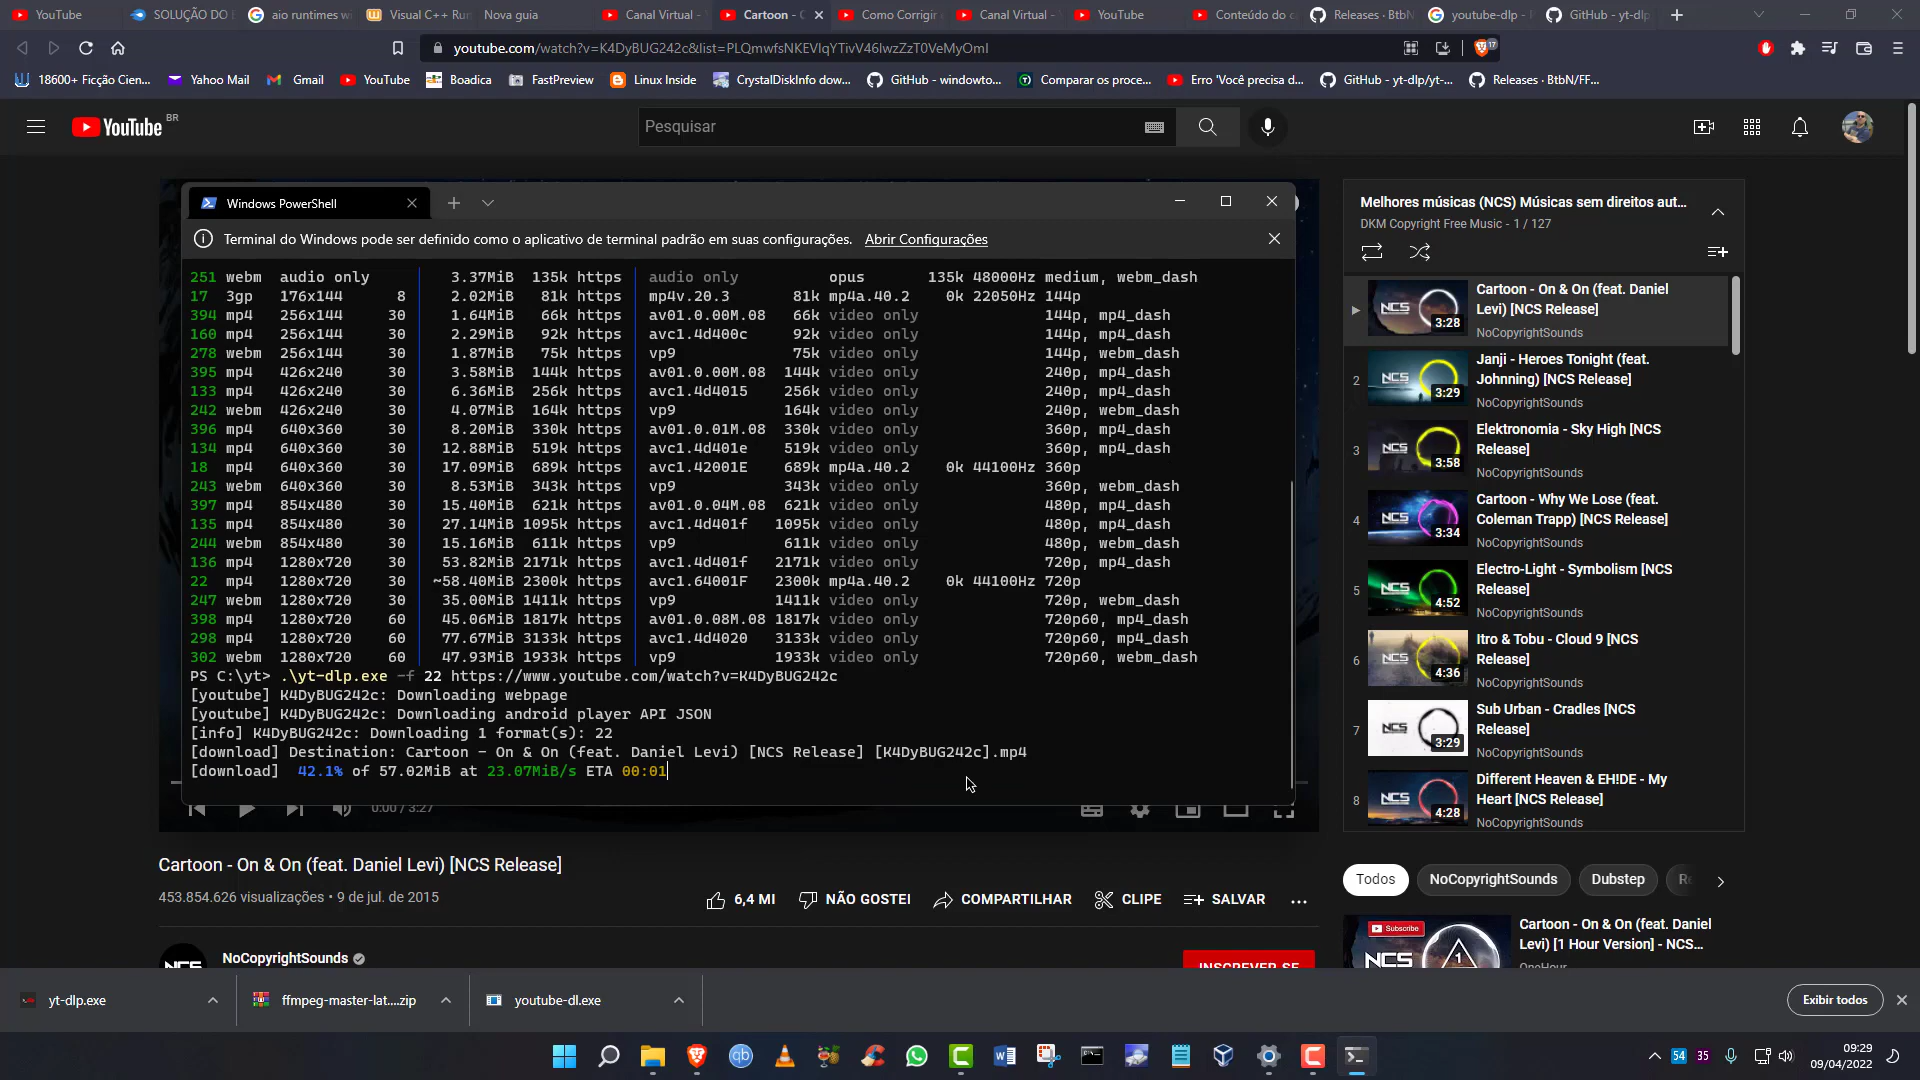 YouTube
SOLUÇÃO DO E
aio runtimes w
Visual C++ Run
Nova guia
Canal Virtual -
Cartoon - O
Como Corrigir
Canal Virtual -
YouTube
Conteúdo do c
Releases · BtbN
youtube-dlp - P
GitHub - yt-dlp
youtube.com/watch?v=K4DyBUG242c&list=PLQmwfsNKEVlqYTivV46lwzZzT0VeMyOmI
17
18600+ Ficção Cien...
Yahoo Mail
Gmail
YouTube
Boadica
FastPreview
Linux Inside
CrystalDiskInfo dow...
GitHub - windowto...
Comparar os proce...
Erro 'Você precisa d...
GitHub - yt-dlp/yt-...
Releases · BtbN/FF...
YouTube BR
Pesquisar
Windows PowerShell
Terminal do Windows pode ser definido como o aplicativo de terminal padrão em suas configurações. Abrir Configurações
251 webm audio only 3.37MiB 135k https audio only opus 135k 48000Hz medium, webm_dash
17 3gp 176x144 8 2.02MiB 81k https mp4v.20.3 81k mp4a.40.2 0k 22050Hz 144p
394 mp4 256x144 30 1.64MiB 66k https av01.0.00M.08 66k video only 144p, mp4_dash
160 mp4 256x144 30 2.29MiB 92k https avc1.4d400c 92k video only 144p, mp4_dash
278 webm 256x144 30 1.87MiB 75k https vp9 75k video only 144p, webm_dash
395 mp4 426x240 30 3.58MiB 144k https av01.0.00M.08 144k video only 240p, mp4_dash
133 mp4 426x240 30 6.36MiB 256k https avc1.4d4015 256k video only 240p, mp4_dash
242 webm 426x240 30 4.07MiB 164k https vp9 164k video only 240p, webm_dash
396 mp4 640x360 30 8.20MiB 330k https av01.0.01M.08 330k video only 360p, mp4_dash
134 mp4 640x360 30 12.88MiB 519k https avc1.4d401e 519k video only 360p, mp4_dash
18 mp4 640x360 30 17.09MiB 689k https avc1.42001E 689k mp4a.40.2 0k 44100Hz 360p
243 webm 640x360 30 8.53MiB 343k https vp9 343k video only 360p, webm_dash
397 mp4 854x480 30 15.40MiB 621k https av01.0.04M.08 621k video only 480p, mp4_dash
135 mp4 854x480 30 27.14MiB 1095k https avc1.4d401f 1095k video only 480p, mp4_dash
244 webm 854x480 30 15.16MiB 611k https vp9 611k video only 480p, webm_dash
136 mp4 1280x720 30 53.82MiB 2171k https avc1.4d401f 2171k video only 720p, mp4_dash
22 mp4 1280x720 30 ~58.40MiB 2300k https avc1.64001F 2300k mp4a.40.2 0k 44100Hz 720p
247 webm 1280x720 30 35.00MiB 1411k https vp9 1411k video only 720p, webm_dash
398 mp4 1280x720 60 45.06MiB 1817k https av01.0.08M.08 1817k video only 720p60, mp4_dash
298 mp4 1280x720 60 77.67MiB 3133k https avc1.4d4020 3133k video only 720p60, mp4_dash
302 webm 1280x720 60 47.93MiB 1933k https vp9 1933k video only 720p60, webm_dash
PS C:\yt> .\yt-dlp.exe -f 22 https://www.youtube.com/watch?v=K4DyBUG242c
[youtube] K4DyBUG242c: Downloading webpage
[youtube] K4DyBUG242c: Downloading android player API JSON
[info] K4DyBUG242c: Downloading 1 format(s): 22
[download] Destination: Cartoon - On & On (feat. Daniel Levi) [NCS Release] [K4DyBUG242c].mp4
[download] 42.1% of 57.02MiB at 23.07MiB/s ETA 00:01
0:00 / 3:27
Cartoon - On & On (feat. Daniel Levi) [NCS Release]
453.854.626 visualizações • 9 de jul. de 2015
6,4 MI
NÃO GOSTEI
COMPARTILHAR
CLIPE
SALVAR
NoCopyrightSounds
INSCREVER-SE
Melhores músicas (NCS) Músicas sem direitos aut...
DKM Copyright Free Music - 1 / 127
NCS 3:28
Cartoon - On & On (feat. Daniel
Levi) [NCS Release]
NoCopyrightSounds
2
NCS 3:29
Janji - Heroes Tonight (feat.
Johnning) [NCS Release]
NoCopyrightSounds
3
NCS 3:58
Elektronomia - Sky High [NCS
Release]
NoCopyrightSounds
4
NCS 3:34
Cartoon - Why We Lose (feat.
Coleman Trapp) [NCS Release]
NoCopyrightSounds
5
NCS 4:52
Electro-Light - Symbolism [NCS
Release]
NoCopyrightSounds
6
NCS 4:36
Itro & Tobu - Cloud 9 [NCS
Release]
NoCopyrightSounds
7
NCS 3:29
Sub Urban - Cradles [NCS
Release]
NoCopyrightSounds
8
NCS 4:28
Different Heaven & EH!DE - My
Heart [NCS Release]
NoCopyrightSounds
Todos
NoCopyrightSounds
Dubstep
Re
Subscribe
NCS 1
Cartoon - On & On (feat. Daniel
Levi) [1 Hour Version] - NCS...
OneHour
yt-dlp.exe
ffmpeg-master-lat....zip
youtube-dl.exe
Exibir todos
54
35
09:29
09/04/2022